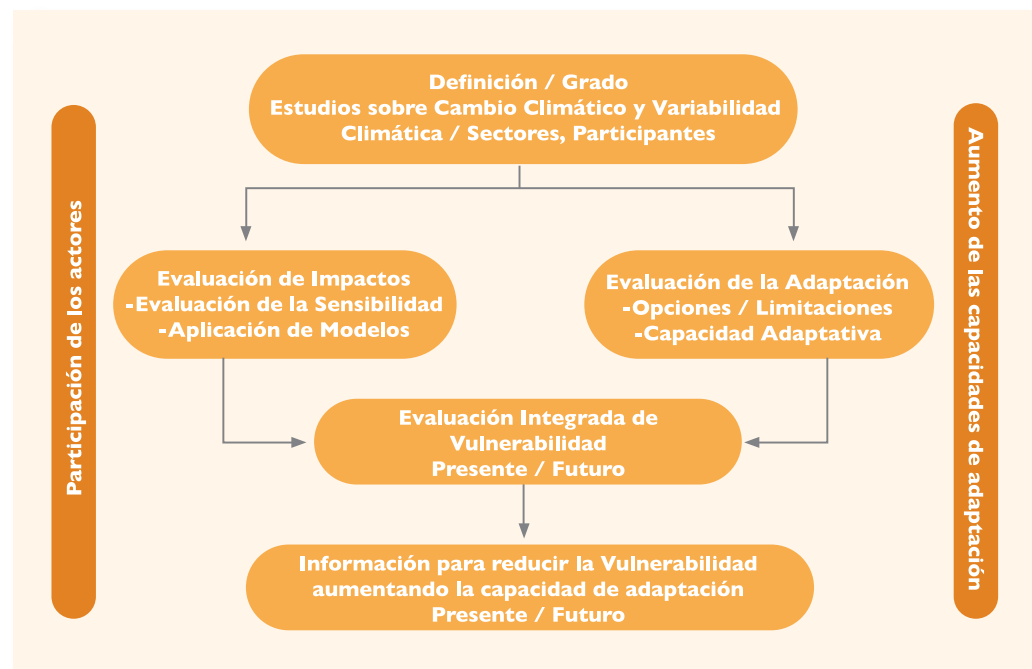 Definición / Grado
Estudios sobre Cambio Climático y Variabilidad
Climática / Sectores, Participantes
Participación de los actores
Aumento de las capacidades de adaptación
Evaluación de Impactos
-Evaluación de la Sensibilidad
-Aplicación de Modelos
Evaluación de la Adaptación
-Opciones / Limitaciones
-Capacidad Adaptativa
Evaluación Integrada de
Vulnerabilidad
Presente / Futuro
Información para reducir la Vulnerabilidad
aumentando la capacidad de adaptación
Presente / Futuro